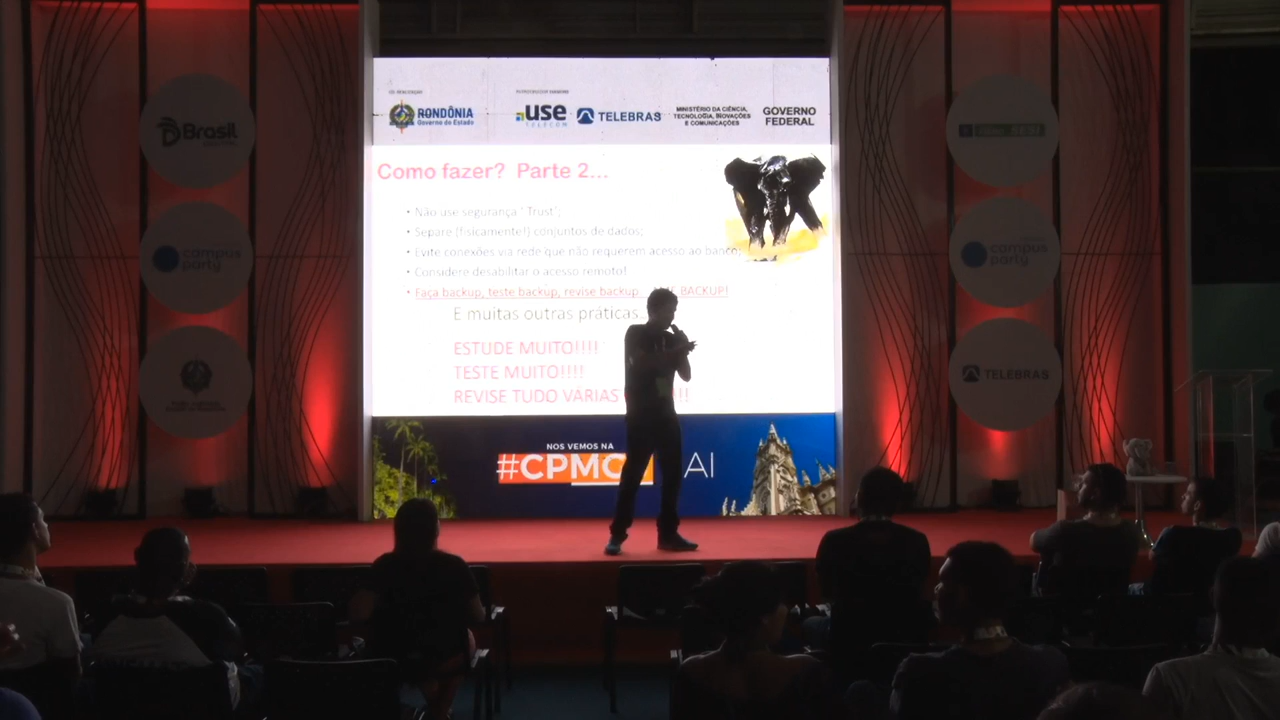 RONDÔNIA
Governo do Estado
use
TELECOM
TELEBRAS
MINISTÉRIO DA CIÊNCIA,
TECNOLOGIA, INOVAÇÕES
E COMUNICAÇÕES
GOVERNO
FEDERAL
Brasil
campus
party
campus
party
TELEBRAS
Como fazer? Parte 2...
• Não use segurança ' Trust';
• Separe (fisicamente!) conjuntos de dados;
• Evite conexões via rede que não requerem acesso ao banco;
• Considere desabilitar o acesso remoto!
• Faça backup, teste backup, revise backup BACKUP!
E muitas outras práticas..
ESTUDE MUITO!!!!
TESTE MUITO!!!!
REVISE TUDO VÁRIAS !!
NOS VEMOS NA
#CPMG AI